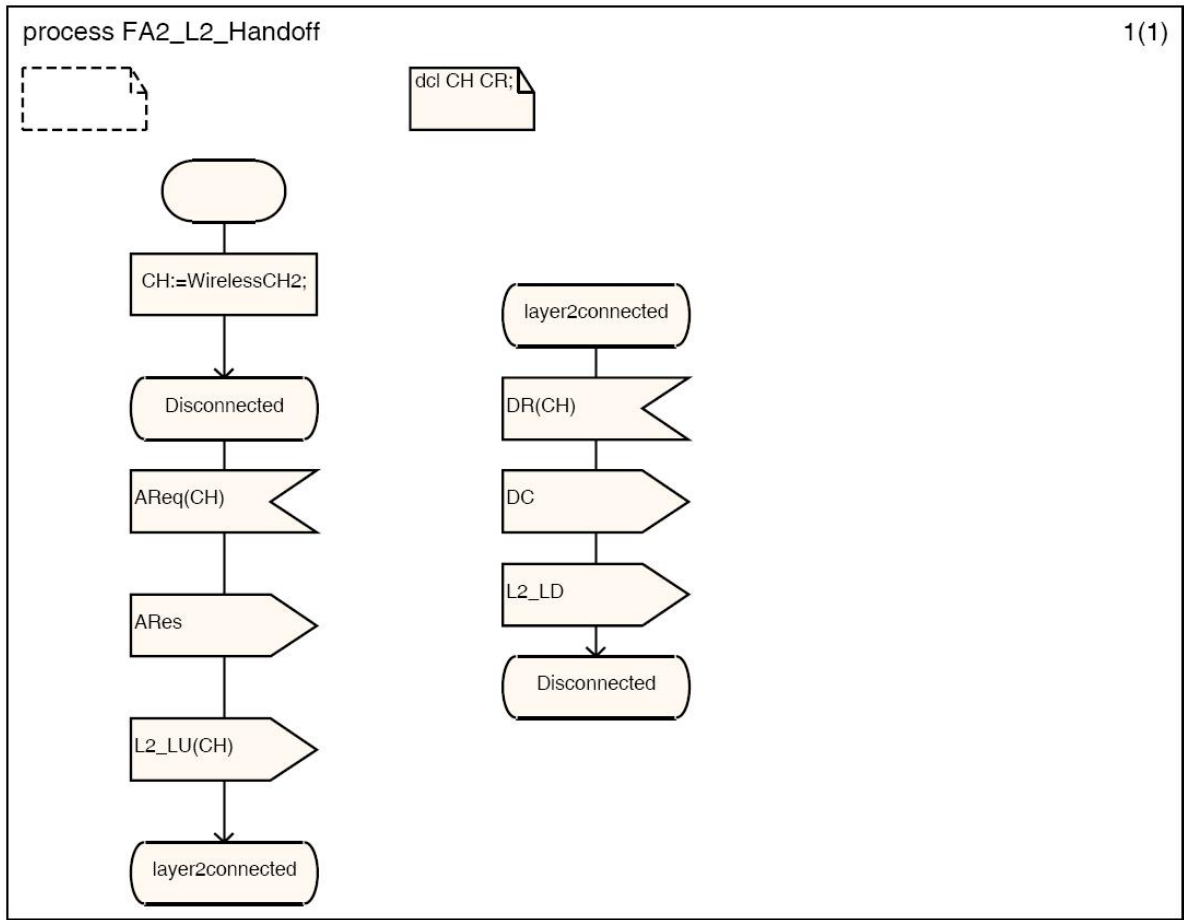 process FA2_L2_Handoff
1(1)
dcl CH CR;
CH:=WirelessCH2;
Disconnected
AReq(CH)
ARes
L2_LU(CH)
layer2connected
layer2connected
DR(CH)
DC
L2_LD
Disconnected